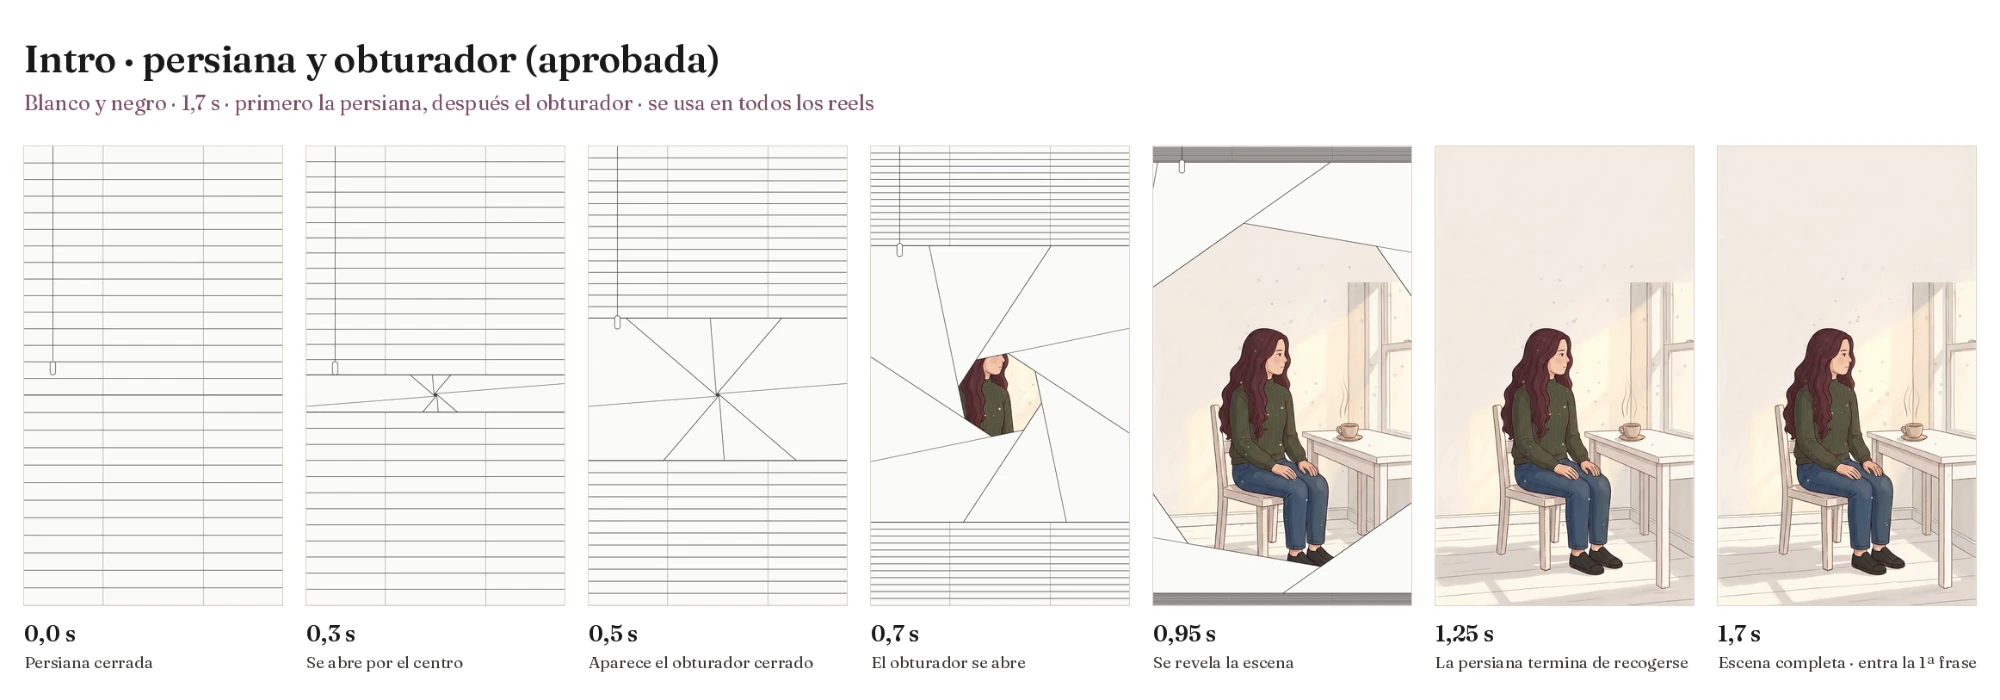 Intro · persiana y obturador (aprobada)
Blanco y negro · 1,7 s · primero la persiana, después el obturador · se usa en todos los reels
0,0 s
Persiana cerrada
0,3 s
Se abre por el centro
0,5 s
Aparece el obturador cerrado
0,7 s
El obturador se abre
0,95 s
Se revela la escena
1,25 s
La persiana termina de recogerse
1,7 s
Escena completa · entra la 1ª frase